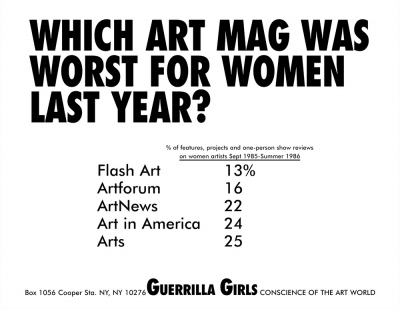 WHICH ART MAG WAS
WORST FOR WOMEN
LAST YEAR?
% of features, projects and one-person show reviews
on women artists Sept 1985-Summer 1986
Flash Art 13%
Artforum 16
ArtNews 22
Art in America 24
Arts 25
Box 1056 Cooper Sta. NY, NY 10276 GUERRILLA GIRLS CONSCIENCE OF THE ART WORLD